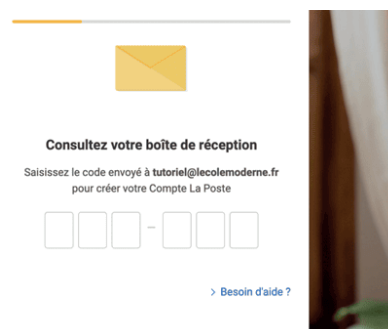 Consultez votre boîte de réception
Saisissez le code envoyé à tutoriel@lecolemoderne.fr
pour créer votre Compte La Poste
–
> Besoin d'aide ?